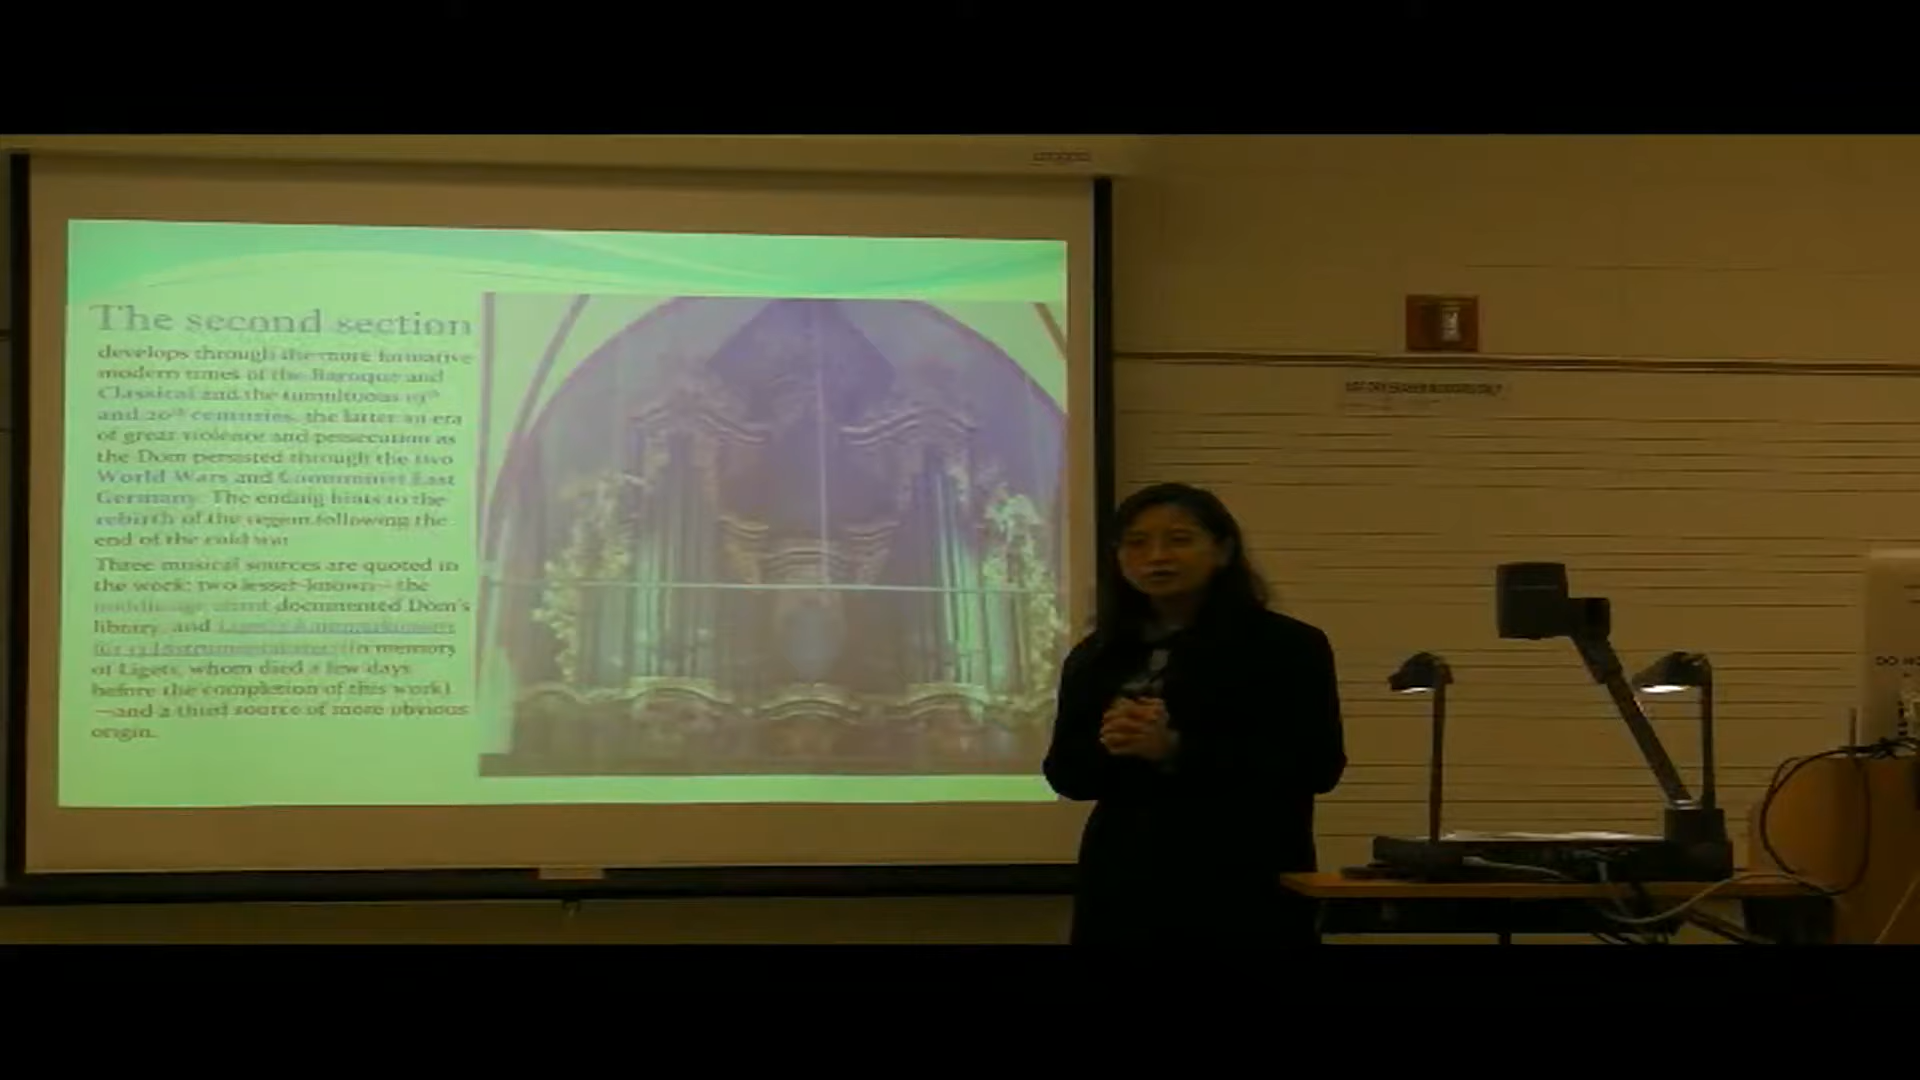 The second section
develops through the more formative
modern times of the Baroque and
Classical and the tumultuous 19th
and 20th centuries, the latter an era
of great violence and persecution as
the Dom persisted through the two
World Wars and Communist East
Germany. The ending hints to the
rebirth of the region following the
end of the cold war.
Three musical sources are quoted in
the work: two lesser-known—the
documented Dom's
library, and
für 13 Instrumentalisten (in memory
of Ligeti, whom died a few days
before the completion of this work)
—and a third source of more obvious
origin.
DO NO